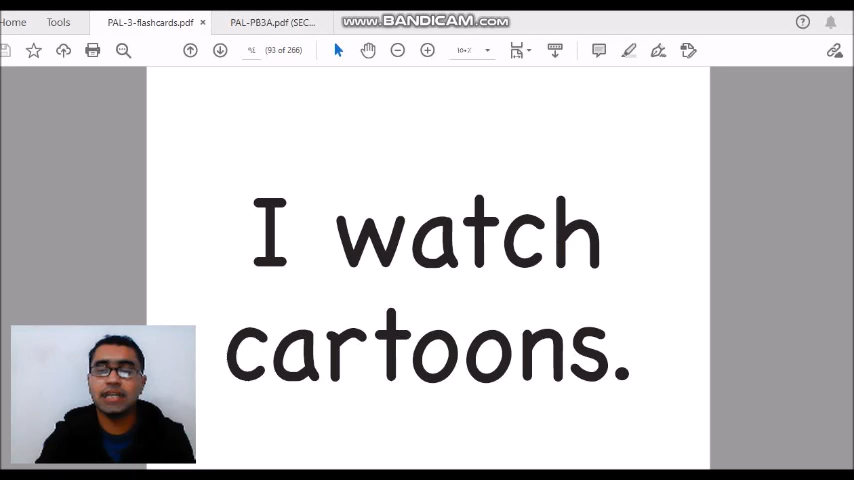 Home Tools PAL-3-flashcards.pdf × PAL-PB3A.pdf (SEC...
www.BANDICAM.com
(93 of 266)
I watch
cartoons.